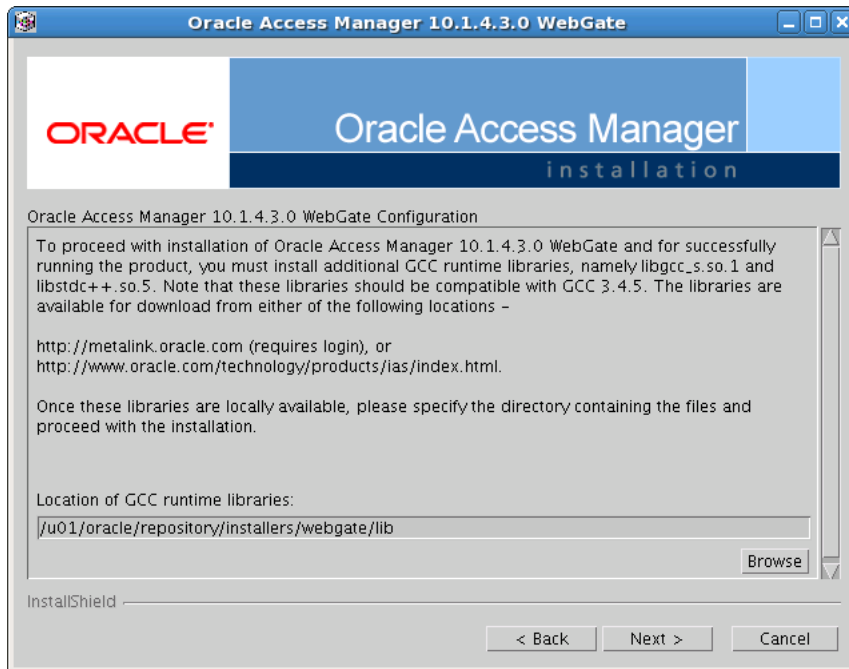 Oracle Access Manager 10.1.4.3.0 WebGate
ORACLE®
Oracle Access Manager
installation
Oracle Access Manager 10.1.4.3.0 WebGate Configuration
To proceed with installation of Oracle Access Manager 10.1.4.3.0 WebGate and for successfully
running the product, you must install additional GCC runtime libraries, namely libgcc_s.so.1 and
libstdc++.so.5. Note that these libraries should be compatible with GCC 3.4.5. The libraries are
available for download from either of the following locations –
http://metalink.oracle.com (requires login), or
http://www.oracle.com/technology/products/ias/index.html.
Once these libraries are locally available, please specify the directory containing the files and
proceed with the installation.
Location of GCC runtime libraries:
/u01/oracle/repository/installers/webgate/lib
Browse
InstallShield
< Back Next > Cancel